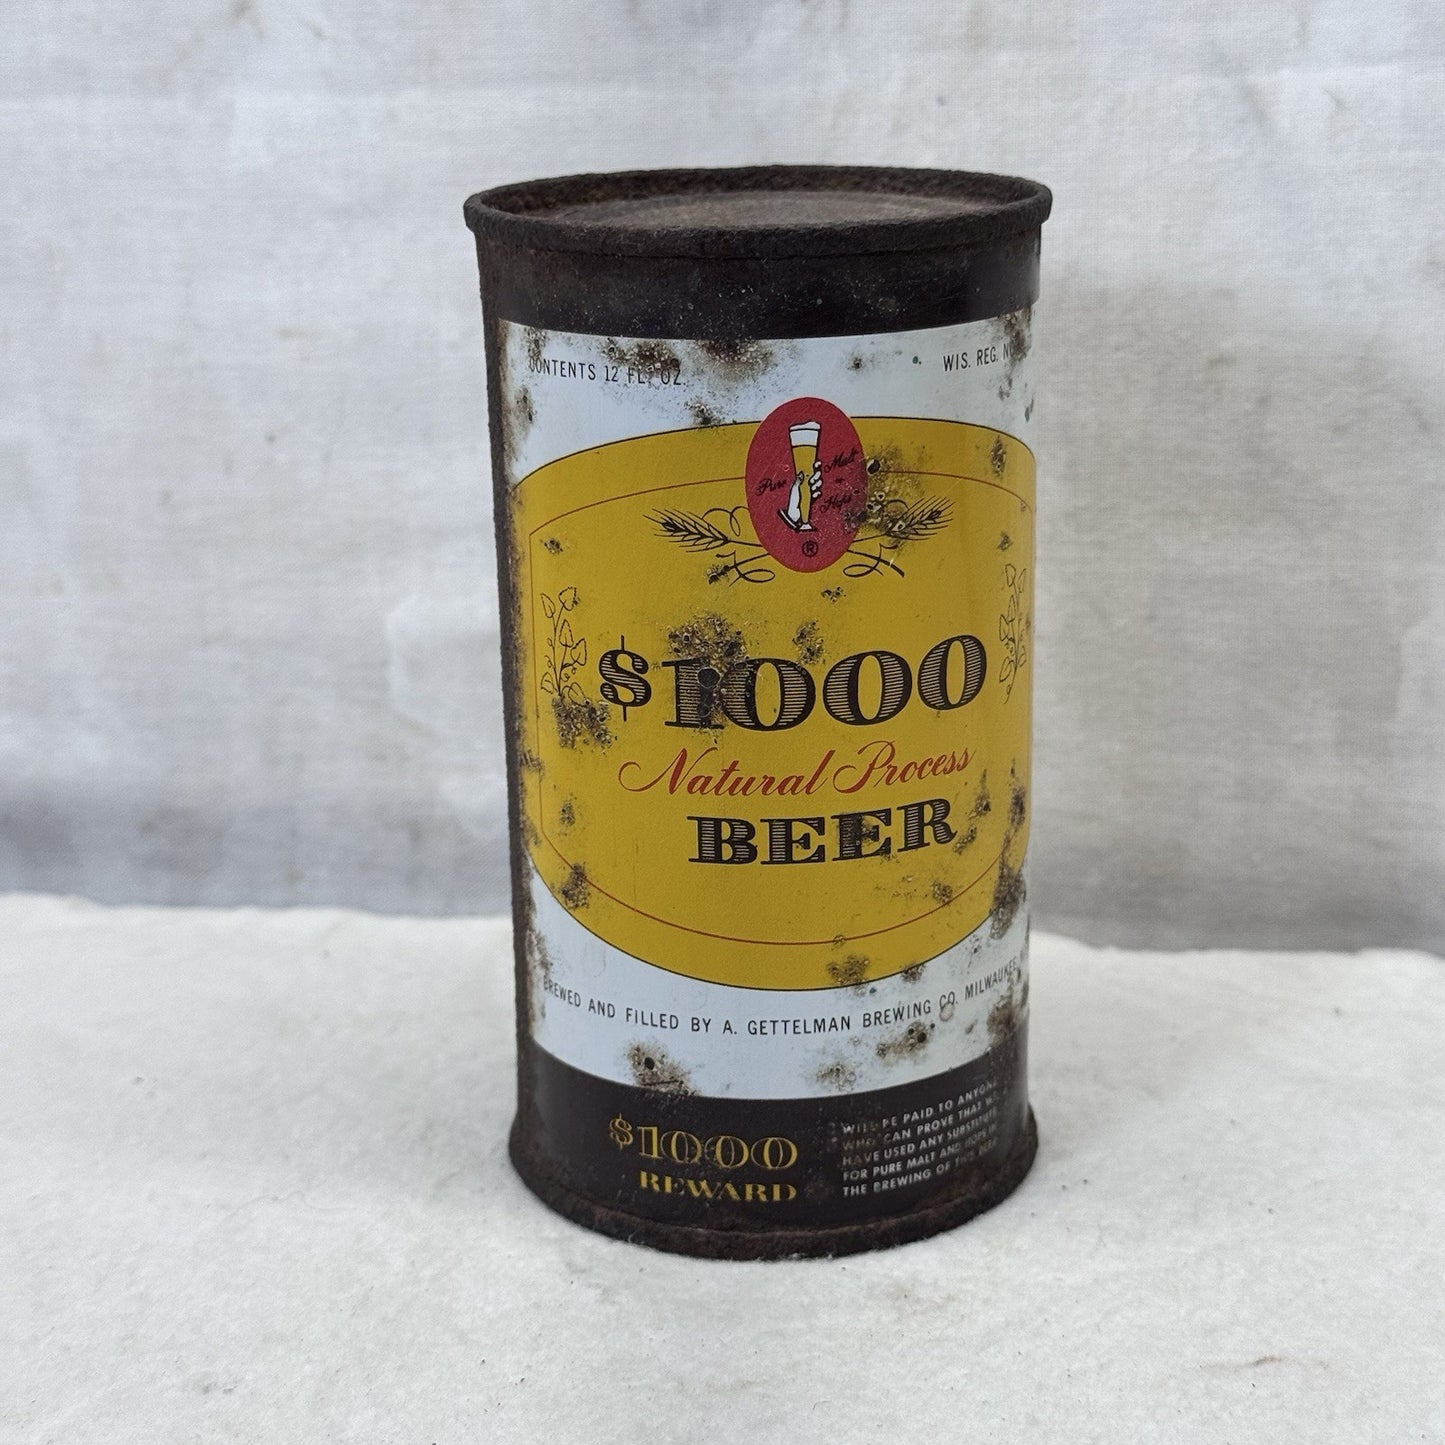 CONTENTS 12 FL. OZ.
WIS. REG. N
Pure Malt
+
Hops
®
$1000
Natural Process
BEER
BREWED AND FILLED BY A. GETTELMAN BREWING CO. MILWAUKEE
$1000
REWARD
WILL BE PAID TO ANYONE
WHO CAN PROVE THAT WE
HAVE USED ANY SUBSTITUTE
FOR PURE MALT AND HOPS IN
THE BREWING OF THIS BEER